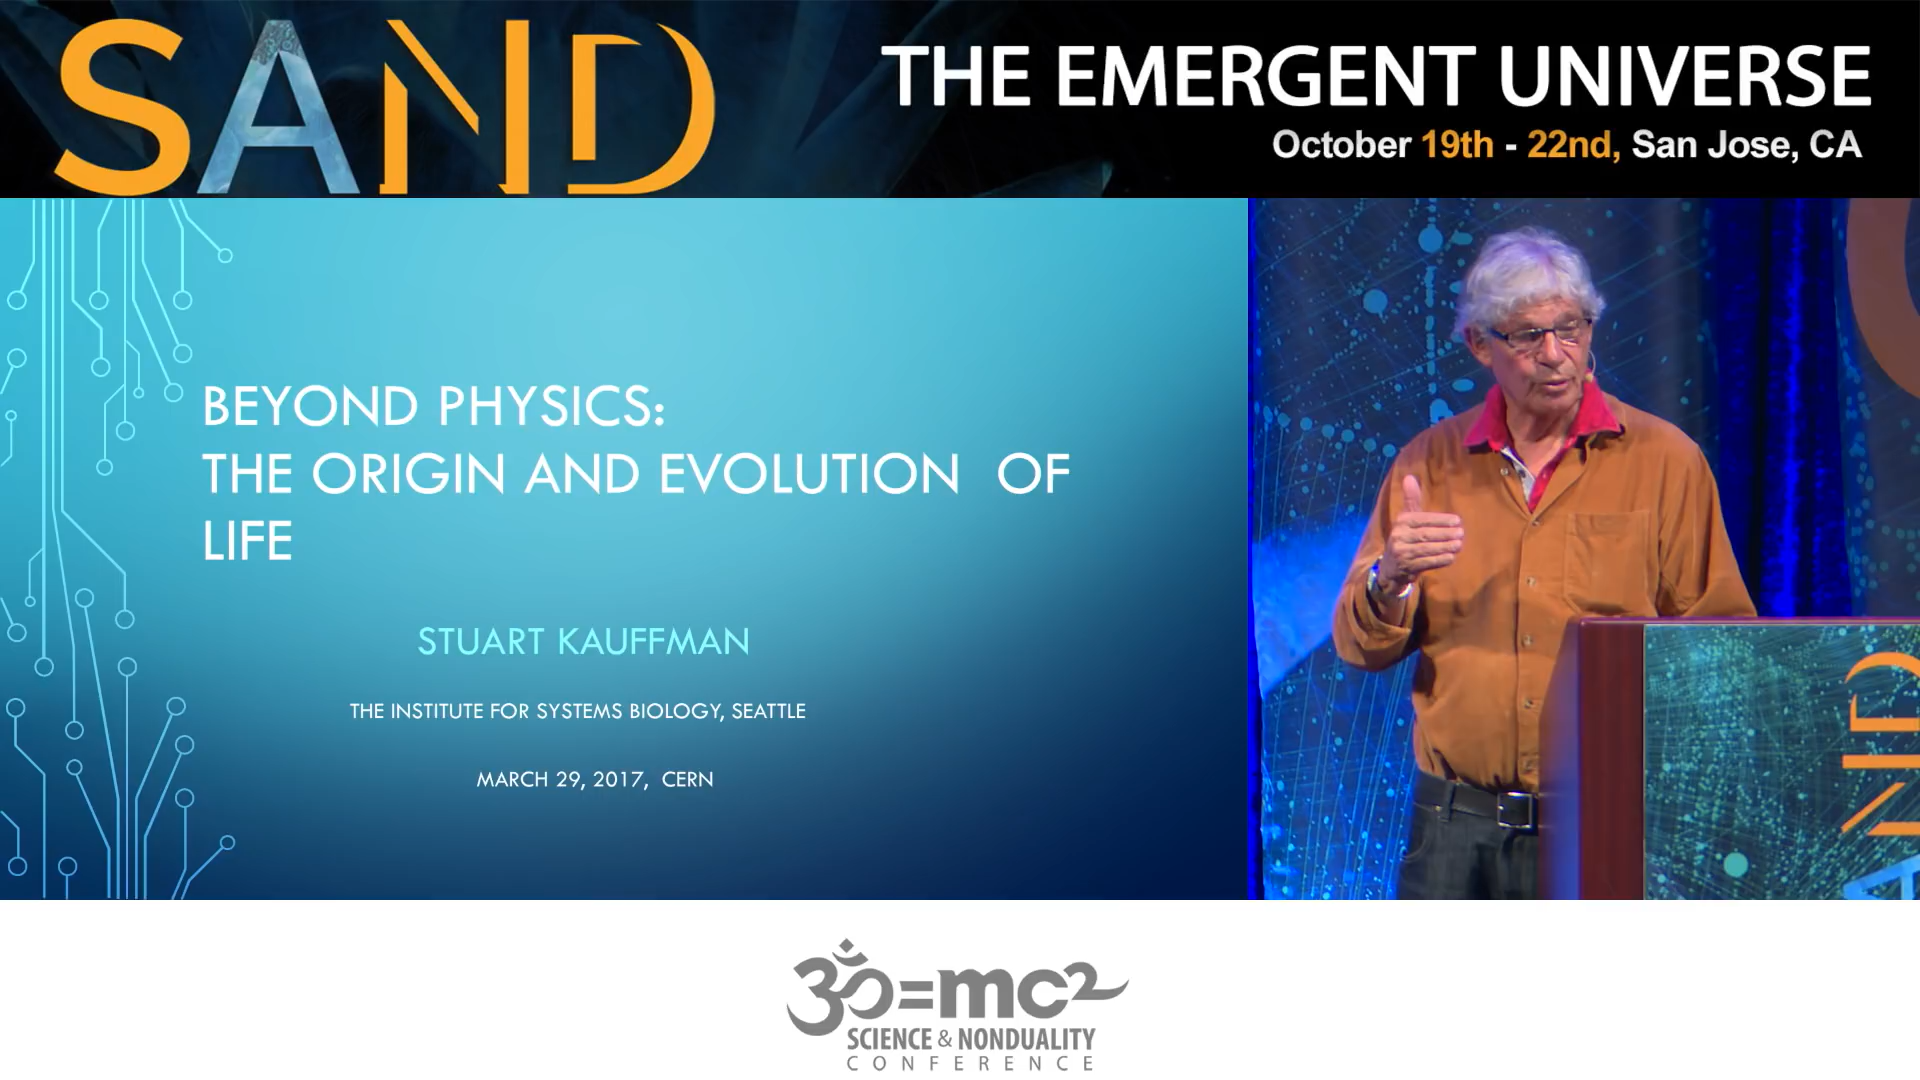 SAND
THE EMERGENT UNIVERSE
October 19th - 22nd, San Jose, CA
BEYOND PHYSICS:
THE ORIGIN AND EVOLUTION OF
LIFE
STUART KAUFFMAN
THE INSTITUTE FOR SYSTEMS BIOLOGY, SEATTLE
MARCH 29, 2017, CERN
AND
ॐ=mc2
SCIENCE & NONDUALITY
CONFERENCE